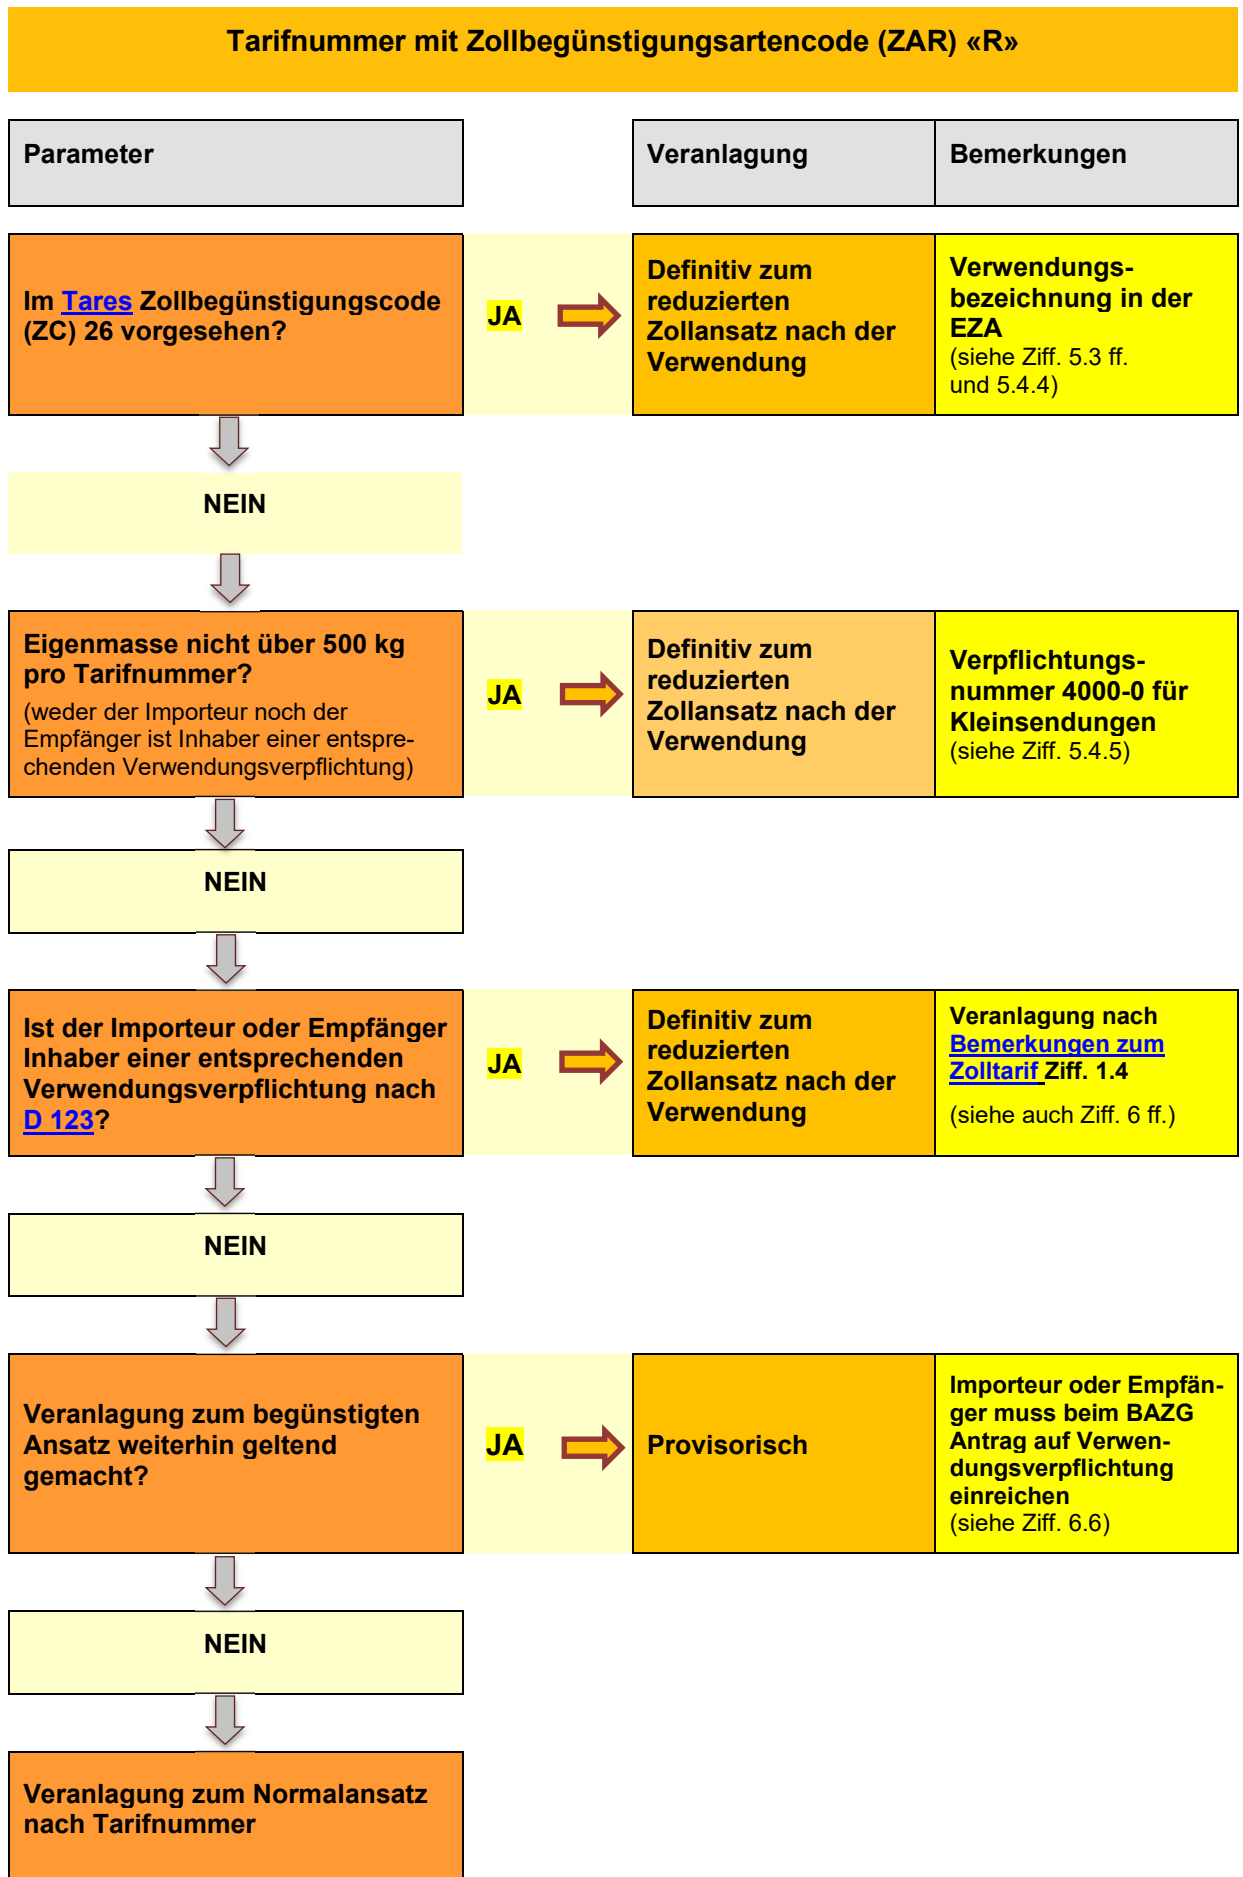 Tarifnummer mit Zollbegünstigungsartencode (ZAR) «R»
Parameter
Veranlagung
Bemerkungen
Im Tares Zollbegünstigungscode
(ZC) 26 vorgesehen?
JA
Definitiv zum
reduzierten
Zollansatz nach der
Verwendung
Verwendungs-
bezeichnung in der
EZA
(siehe Ziff. 5.3 ff.
und 5.4.4)
NEIN
Eigenmasse nicht über 500 kg
pro Tarifnummer?
(weder der Importeur noch der
Empfänger ist Inhaber einer entspre-
chenden Verwendungsverpflichtung)
JA
Definitiv zum
reduzierten
Zollansatz nach der
Verwendung
Verpflichtungs-
nummer 4000-0 für
Kleinsendungen
(siehe Ziff. 5.4.5)
NEIN
Ist der Importeur oder Empfänger
Inhaber einer entsprechenden
Verwendungsverpflichtung nach
D 123?
JA
Definitiv zum
reduzierten
Zollansatz nach der
Verwendung
Veranlagung nach
Bemerkungen zum
Zolltarif Ziff. 1.4
(siehe auch Ziff. 6 ff.)
NEIN
Veranlagung zum begünstigten
Ansatz weiterhin geltend
gemacht?
JA
Provisorisch
Importeur oder Empfän-
ger muss beim BAZG
Antrag auf Verwen-
dungsverpflichtung
einreichen
(siehe Ziff. 6.6)
NEIN
Veranlagung zum Normalansatz
nach Tarifnummer